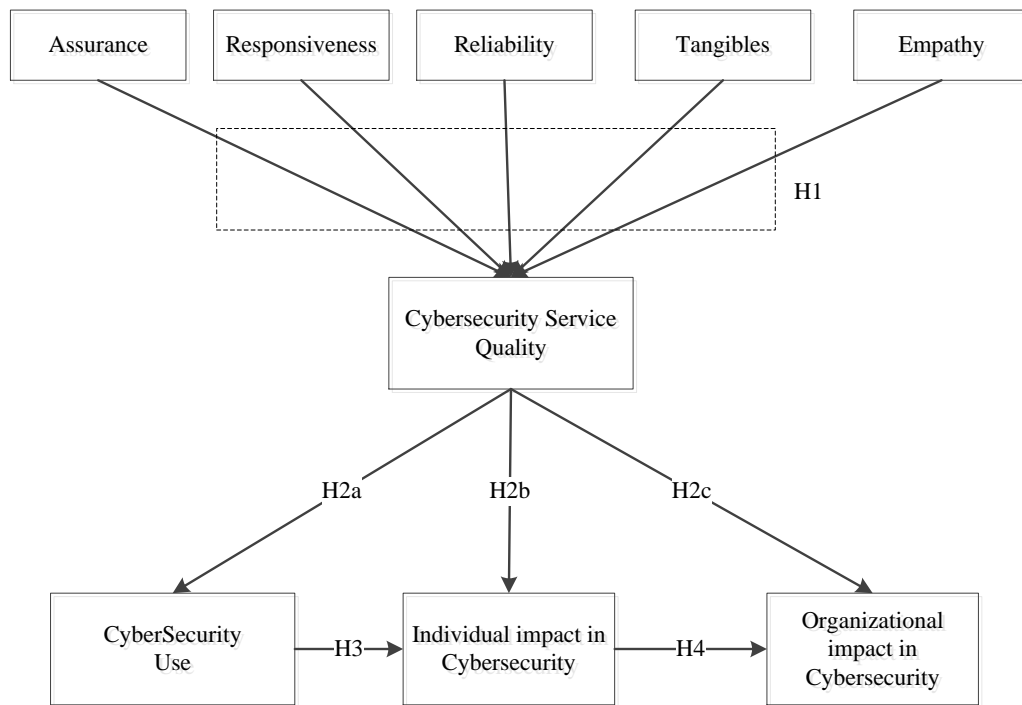 Assurance
Responsiveness
Reliability
Tangibles
Empathy
H1
Cybersecurity Service
Quality
H2a
H2b
H2c
CyberSecurity
Use
H3
Individual impact in
Cybersecurity
H4
Organizational
impact in
Cybersecurity